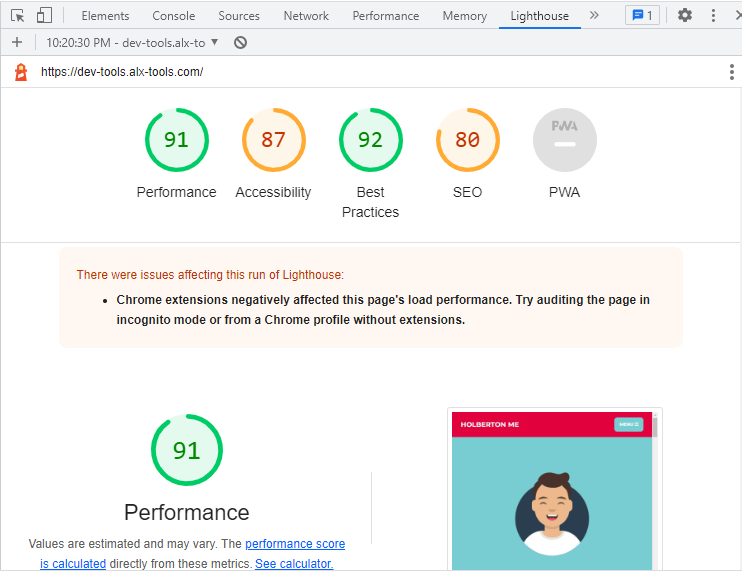 Elements Console Sources Network Performance Memory Lighthouse » 1
10:20:30 PM - dev-tools.alx-to
https://dev-tools.alx-tools.com/
91 87 92 80 PWA
Performance Accessibility Best Practices SEO PWA
There were issues affecting this run of Lighthouse:
• Chrome extensions negatively affected this page's load performance. Try auditing the page in
incognito mode or from a Chrome profile without extensions.
91
Performance
Values are estimated and may vary. The performance score
is calculated directly from these metrics. See calculator.
HOLBERTON ME MENU